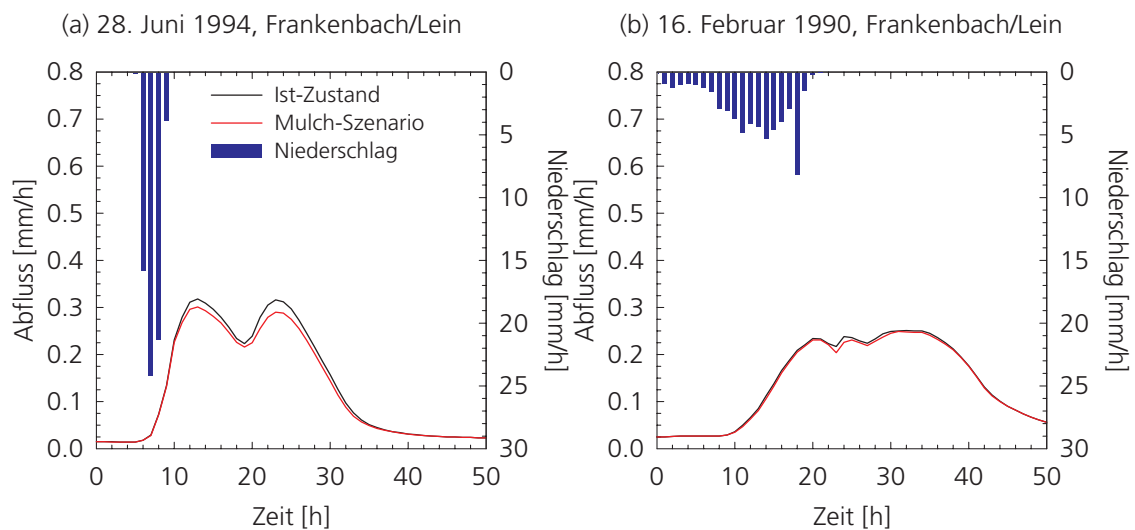 (a) 28. Juni 1994, Frankenbach/Lein
(b) 16. Februar 1990, Frankenbach/Lein
0.8
0.7
0.6
0.5
0.4
0.3
0.2
0.1
0.0
Abfluss [mm/h]
Ist-Zustand
Mulch-Szenario
Niederschlag
0
5
10
15
20
25
30
Niederschlag [mm/h]
0 10 20 30 40 50
Zeit [h]
0.8
0.7
0.6
0.5
0.4
0.3
0.2
0.1
0.0
Abfluss [mm/h]
0
5
10
15
20
25
30
Niederschlag [mm/h]
0 10 20 30 40 50
Zeit [h]